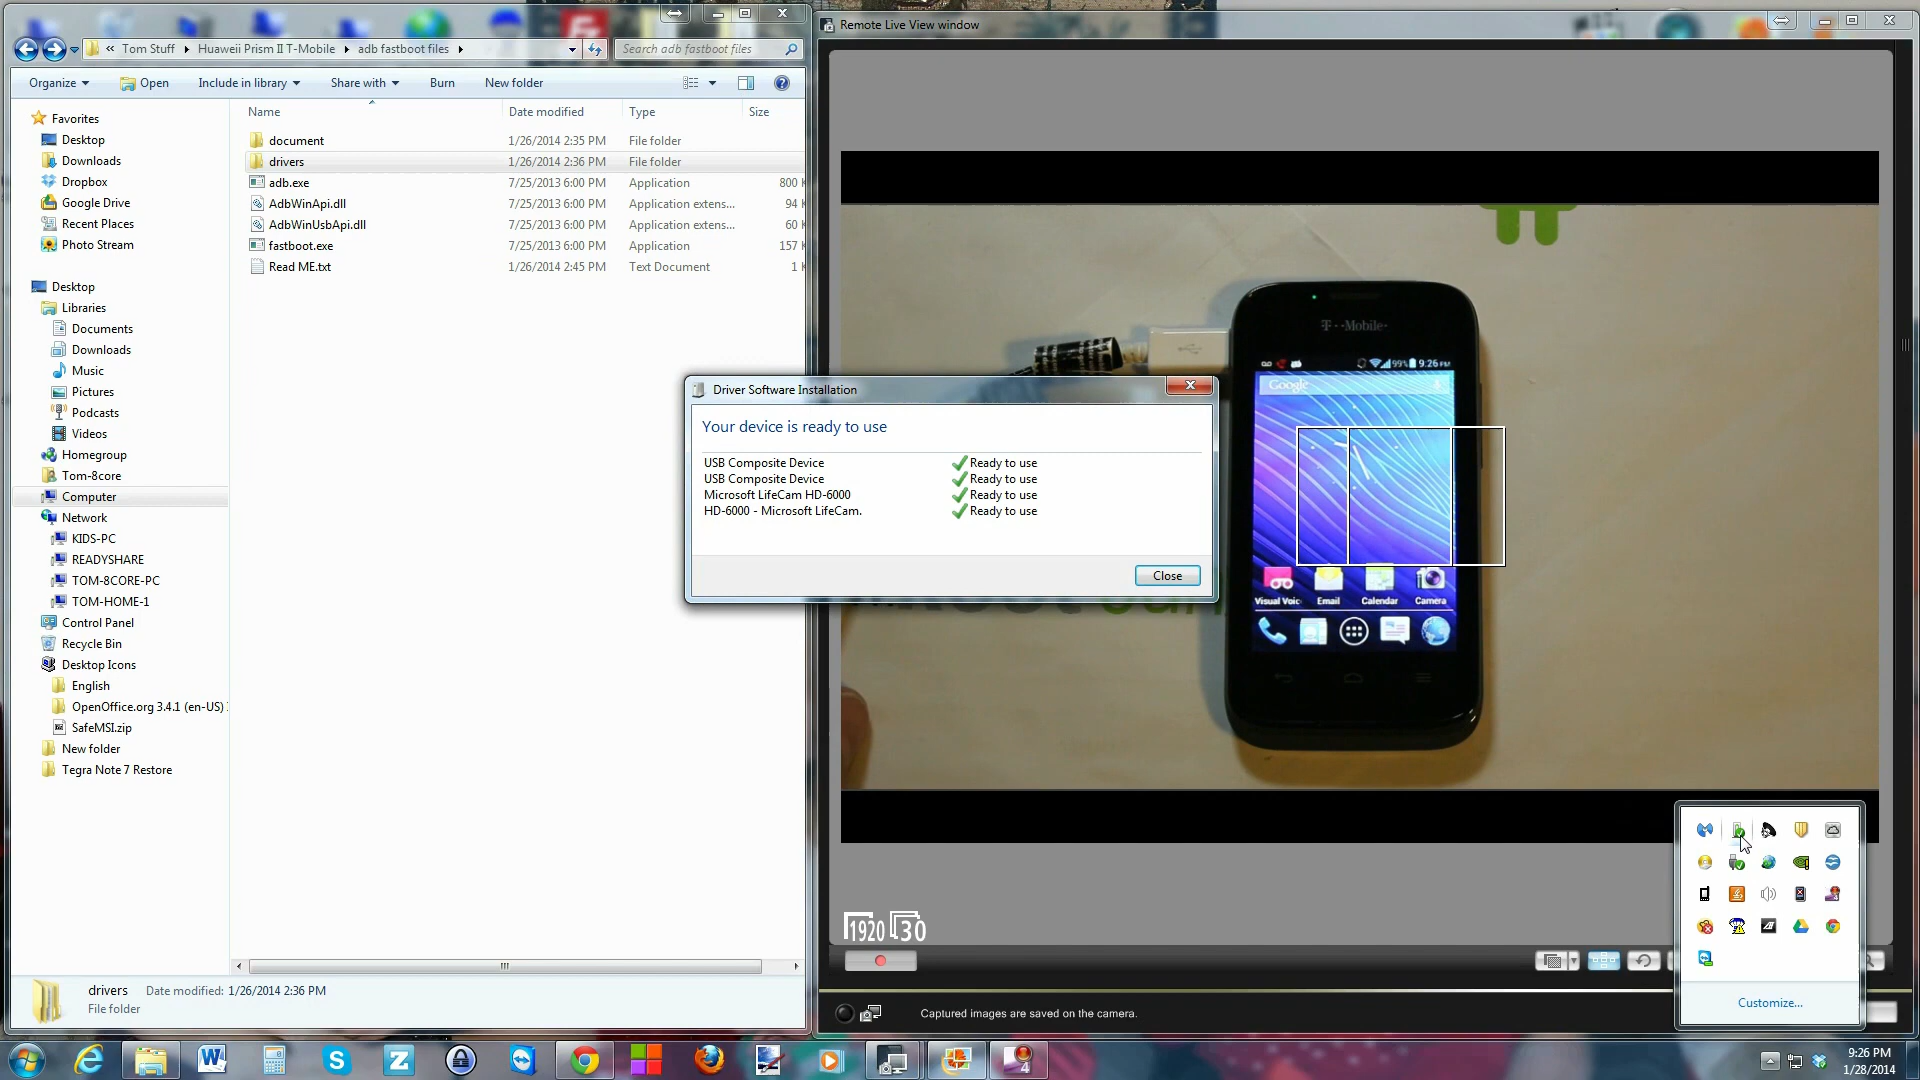 « Tom Stuff
Huaweii Prism II T-Mobile
adb fastboot files
Search adb fastboot files
Organize
Open
Include in library
Share with
Burn
New folder
Name
Date modified
Type
Size
document 1/26/2014 2:35 PM File folder
drivers 1/26/2014 2:36 PM File folder
adb.exe 7/25/2013 6:00 PM Application 800 K
AdbWinApi.dll 7/25/2013 6:00 PM Application extens... 94 K
AdbWinUsbApi.dll 7/25/2013 6:00 PM Application extens... 60 K
fastboot.exe 7/25/2013 6:00 PM Application 157 K
Read ME.txt 1/26/2014 2:45 PM Text Document 1 K
Favorites
Desktop
Downloads
Dropbox
Google Drive
Recent Places
Photo Stream
Desktop
Libraries
Documents
Downloads
Music
Pictures
Podcasts
Videos
Homegroup
Tom-8core
Computer
Network
KIDS-PC
READYSHARE
TOM-8CORE-PC
TOM-HOME-1
Control Panel
Recycle Bin
Desktop Icons
English
OpenOffice.org 3.4.1 (en-US)
SafeMSI.zip
New folder
Tegra Note 7 Restore
drivers Date modified: 1/26/2014 2:36 PM
File folder
Remote Live View window
T-Mobile
99% 9:26 PM
Google
Visual Voic Email Calendar Camera
Driver Software Installation
Your device is ready to use
USB Composite Device Ready to use
USB Composite Device Ready to use
Microsoft LifeCam HD-6000 Ready to use
HD-6000 - Microsoft LifeCam. Ready to use
Close
1920 30
Captured images are saved on the camera.
Customize...
9:26 PM
1/28/2014